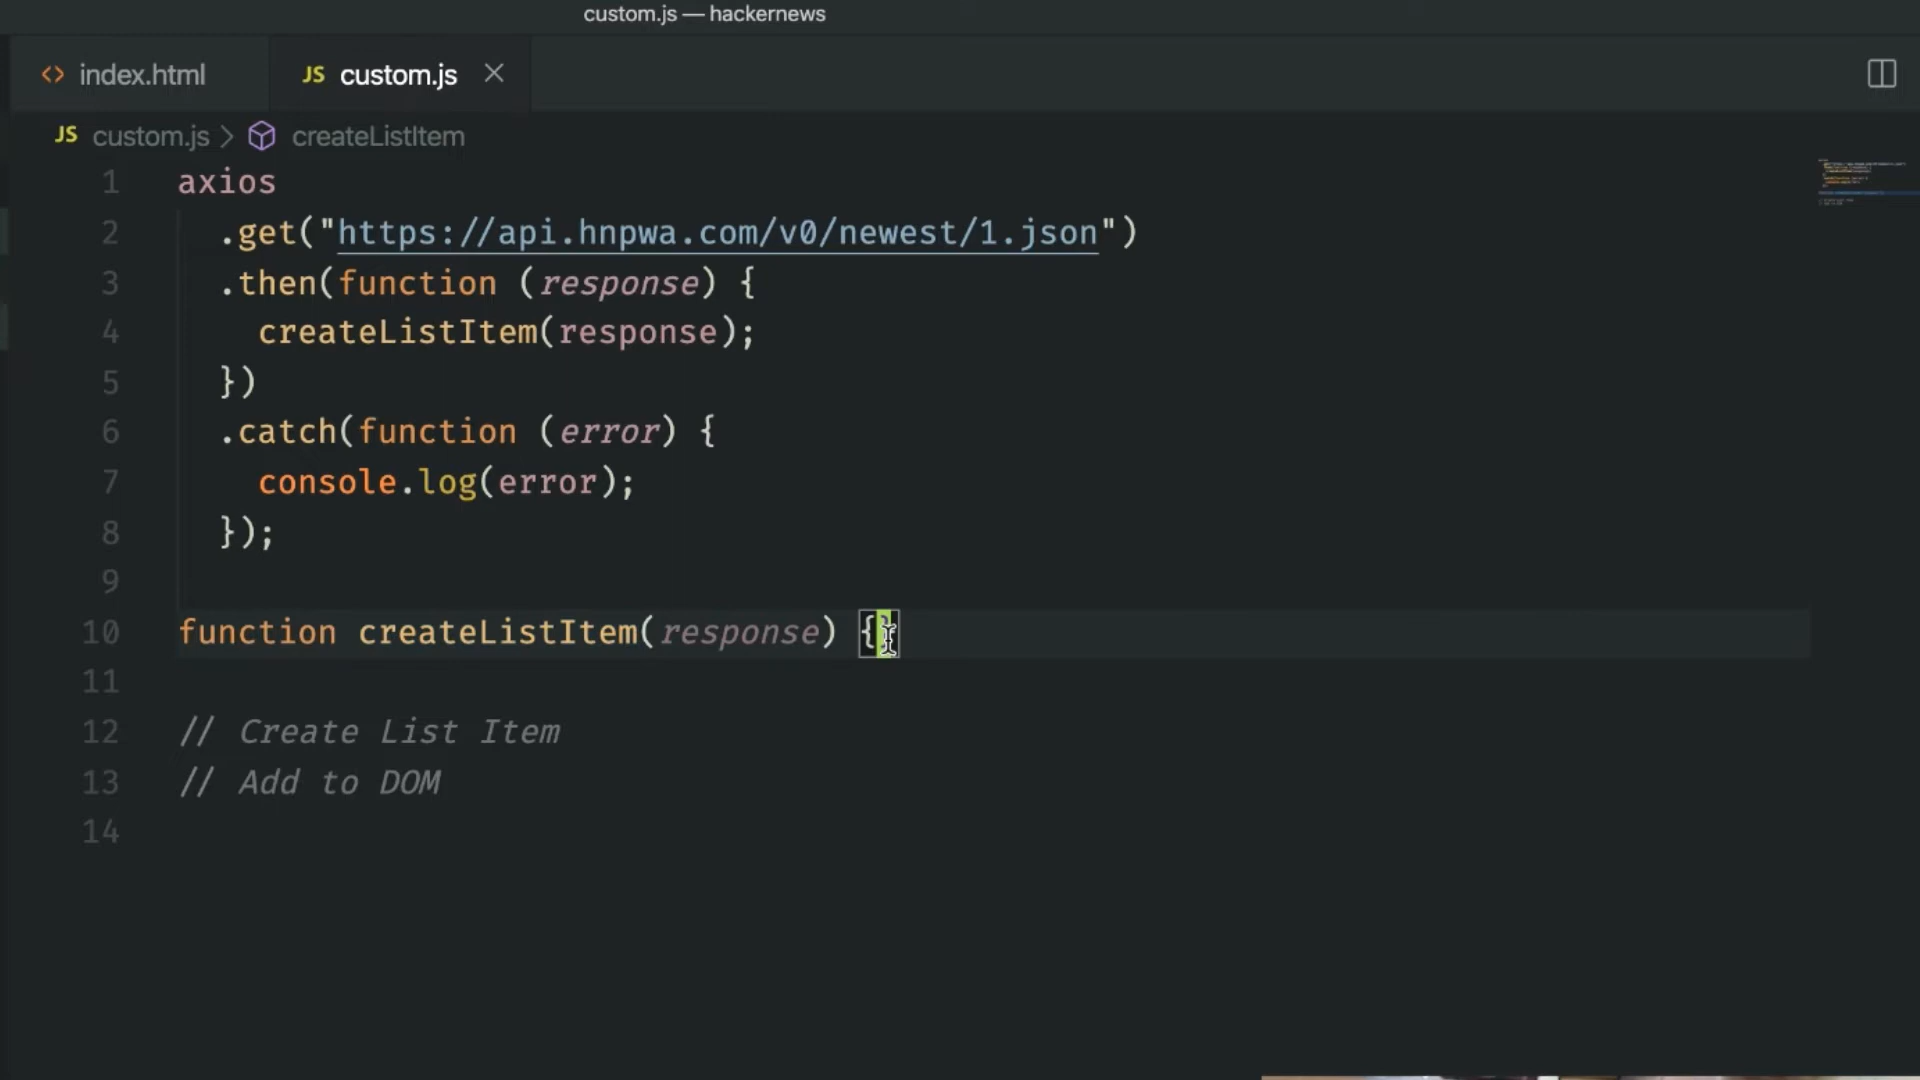 custom.js — hackernews
<> index.html JS custom.js
JS custom.js > createListItem
1 axios
2 .get("https://api.hnpwa.com/v0/newest/1.json")
3 .then(function (response) {
4 createListItem(response);
5 })
6 .catch(function (error) {
7 console.log(error);
8 });
9
10 function createListItem(response) {}
11
12 // Create List Item
13 // Add to DOM
14